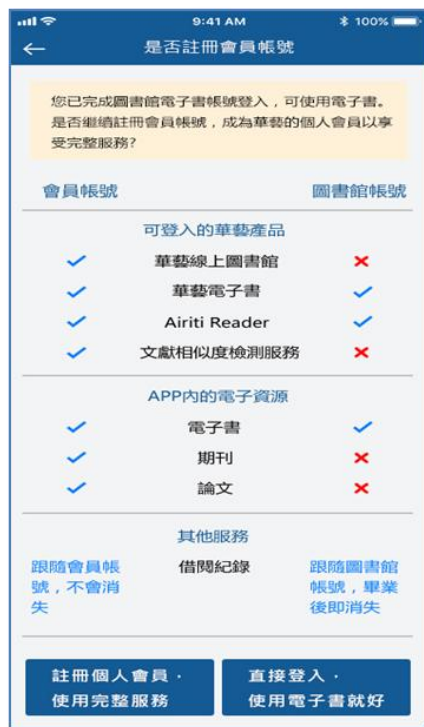 9:41 AM
100%
是否註冊會員帳號
您已完成圖書館電子書帳號登入，可使用電子書。
是否繼續註冊會員帳號，成為華藝的個人會員以享
受完整服務?
會員帳號
圖書館帳號
可登入的華藝產品
華藝線上圖書館
華藝電子書
Airiti Reader
文獻相似度檢測服務
APP內的電子資源
電子書
期刊
論文
其他服務
跟隨會員帳
號，不會消
失
借閱紀錄
跟隨圖書館
帳號，畢業
後即消失
註冊個人會員．
使用完整服務
直接登入．
使用電子書就好